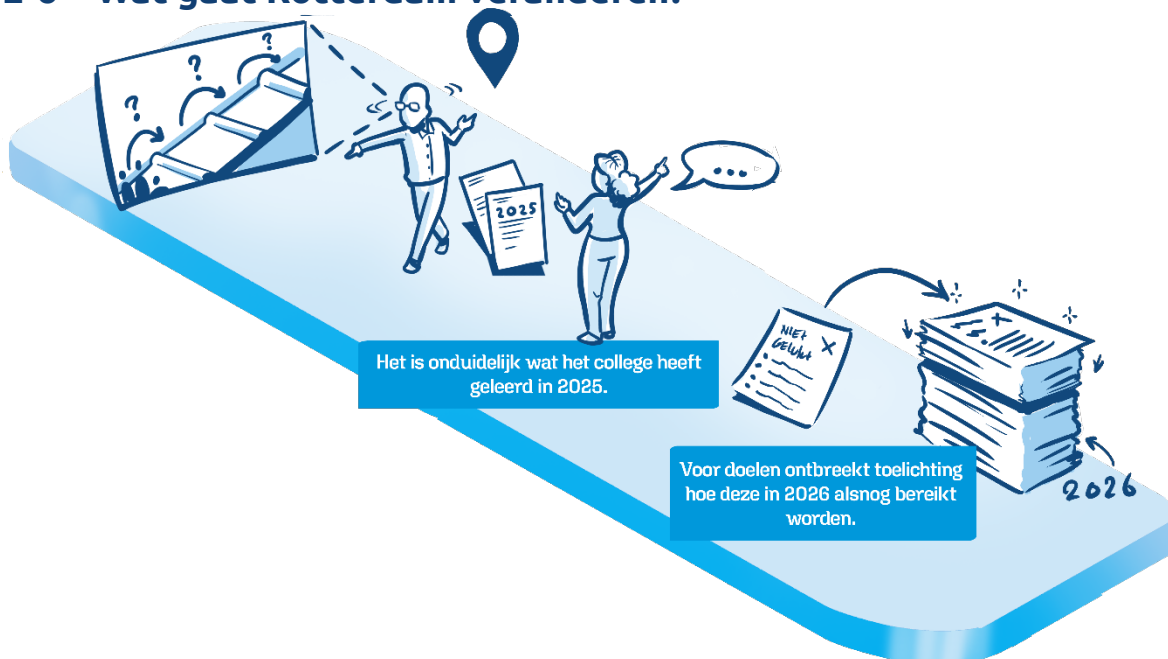 2025
Het is onduidelijk wat het college heeft
geleerd in 2025.
NIET
GELUKT
Voor doelen ontbreekt toelichting
hoe deze in 2026 alsnog bereikt
worden.
2026